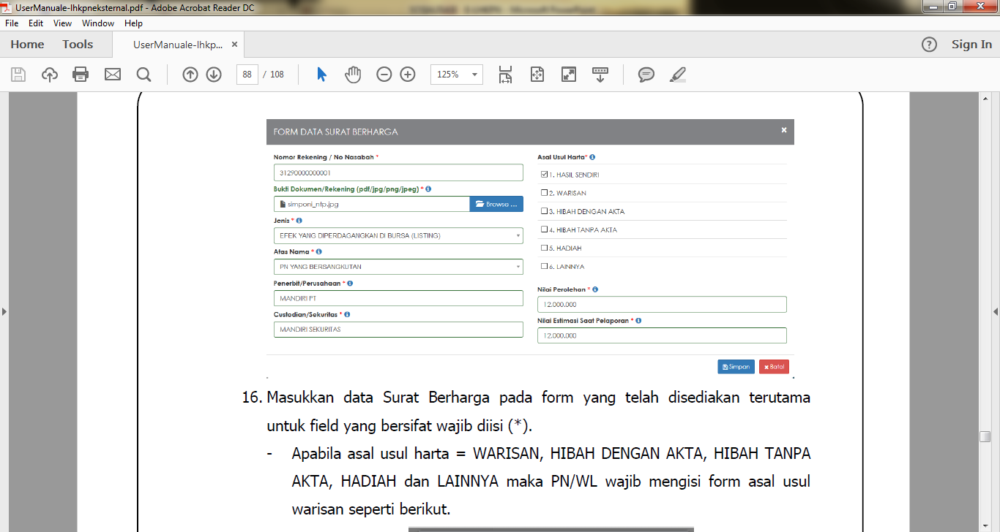 UserManuale-lhkpneksternal.pdf - Adobe Acrobat Reader DC
File Edit View Window Help
Home Tools UserManuale-lhkp... × ? Sign In
88 / 108 125%
FORM DATA SURAT BERHARGA ×
Nomor Rekening / No Nasabah *
31290000000001
Bukti Dokumen/Rekening (pdf/jpg/png/jpeg) *
simponi_ntp.jpg Browse ...
Jenis *
EFEK YANG DIPERDAGANGKAN DI BURSA (LISTING)
Atas Nama *
PN YANG BERSANGKUTAN
Penerbit/Perusahaan *
MANDIRI PT
Custodian/Sekuritas *
MANDIRI SEKURITAS
Asal Usul Harta*
1. HASIL SENDIRI
2. WARISAN
3. HIBAH DENGAN AKTA
4. HIBAH TANPA AKTA
5. HADIAH
6. LAINNYA
Nilai Perolehan *
12.000.000
Nilai Estimasi Saat Pelaporan *
12.000.000
Simpan Batal
16. Masukkan data Surat Berharga pada form yang telah disediakan terutama
untuk field yang bersifat wajib diisi (*).
- Apabila asal usul harta = WARISAN, HIBAH DENGAN AKTA, HIBAH TANPA
AKTA, HADIAH dan LAINNYA maka PN/WL wajib mengisi form asal usul
warisan seperti berikut.